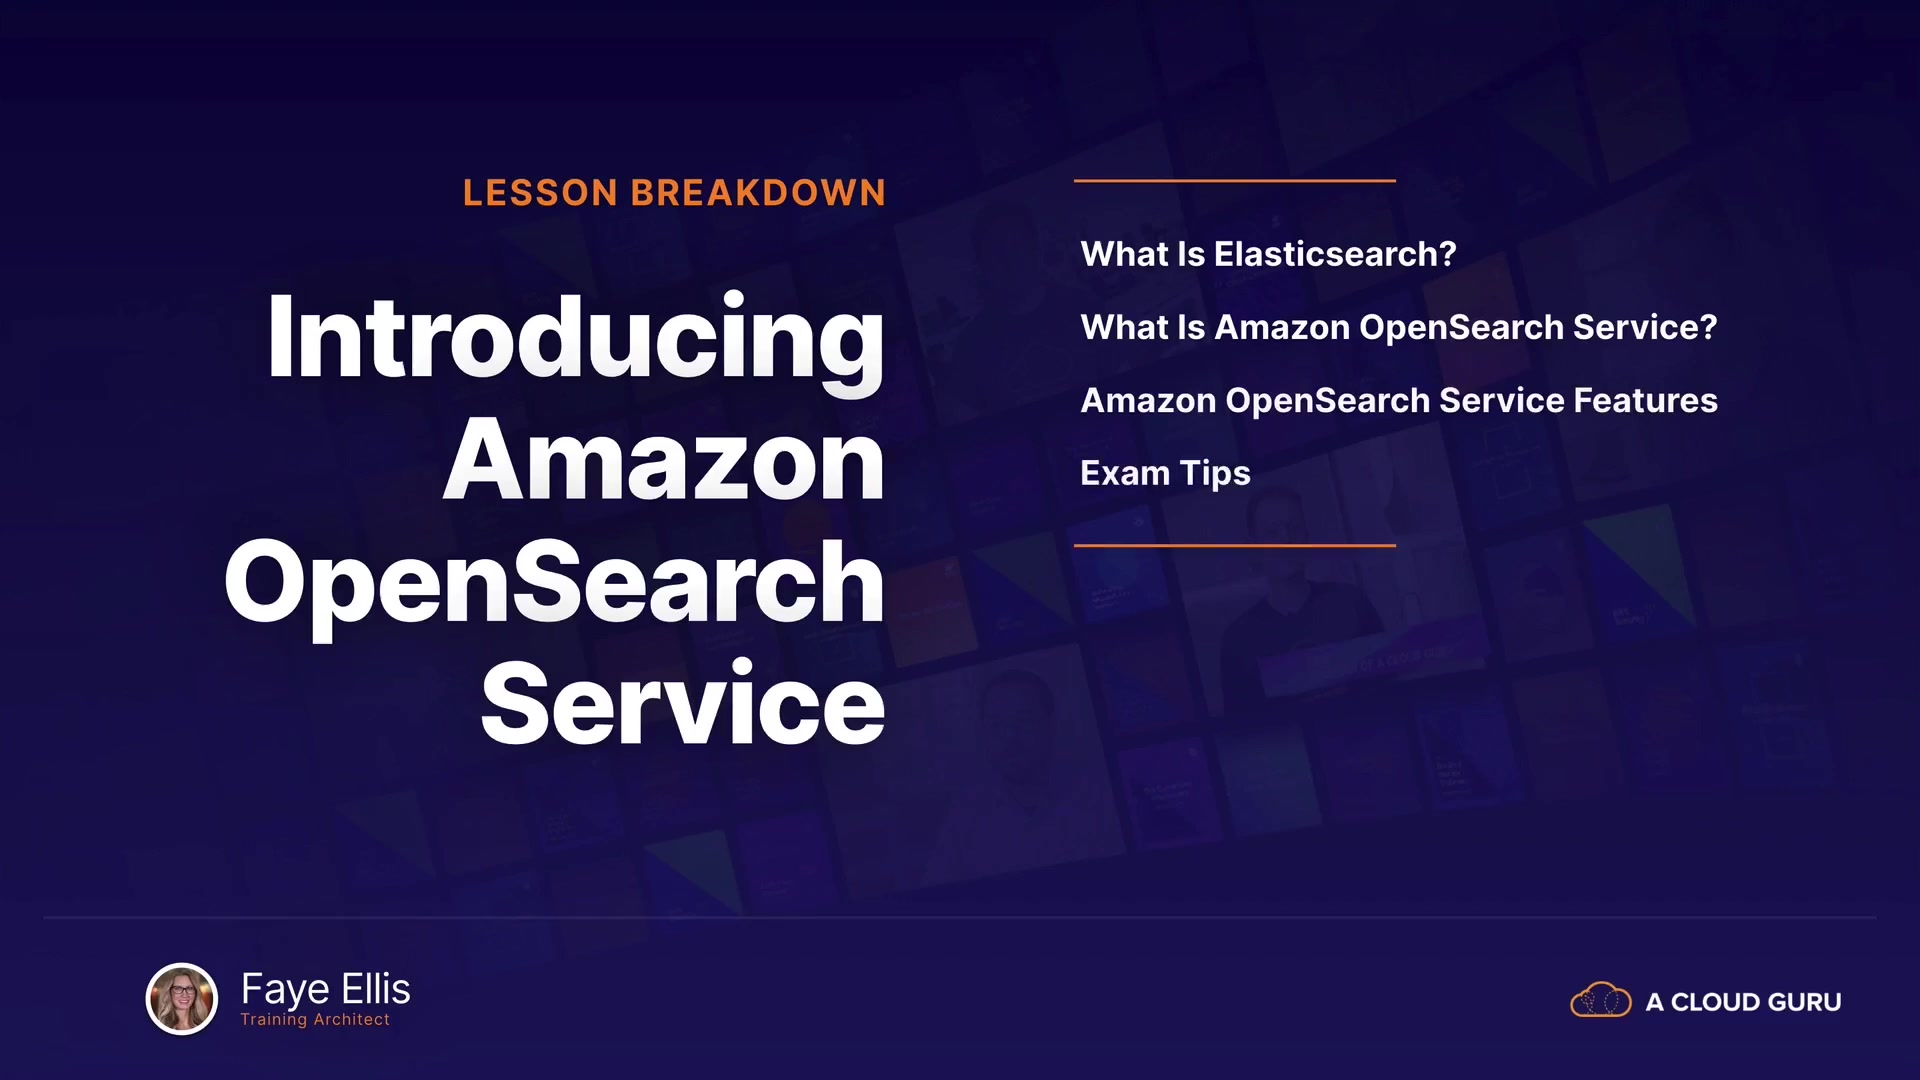 LESSON BREAKDOWN
Introducing
Amazon
OpenSearch
Service
What Is Elasticsearch?
What Is Amazon OpenSearch Service?
Amazon OpenSearch Service Features
Exam Tips
Faye Ellis
Training Architect
A CLOUD GURU